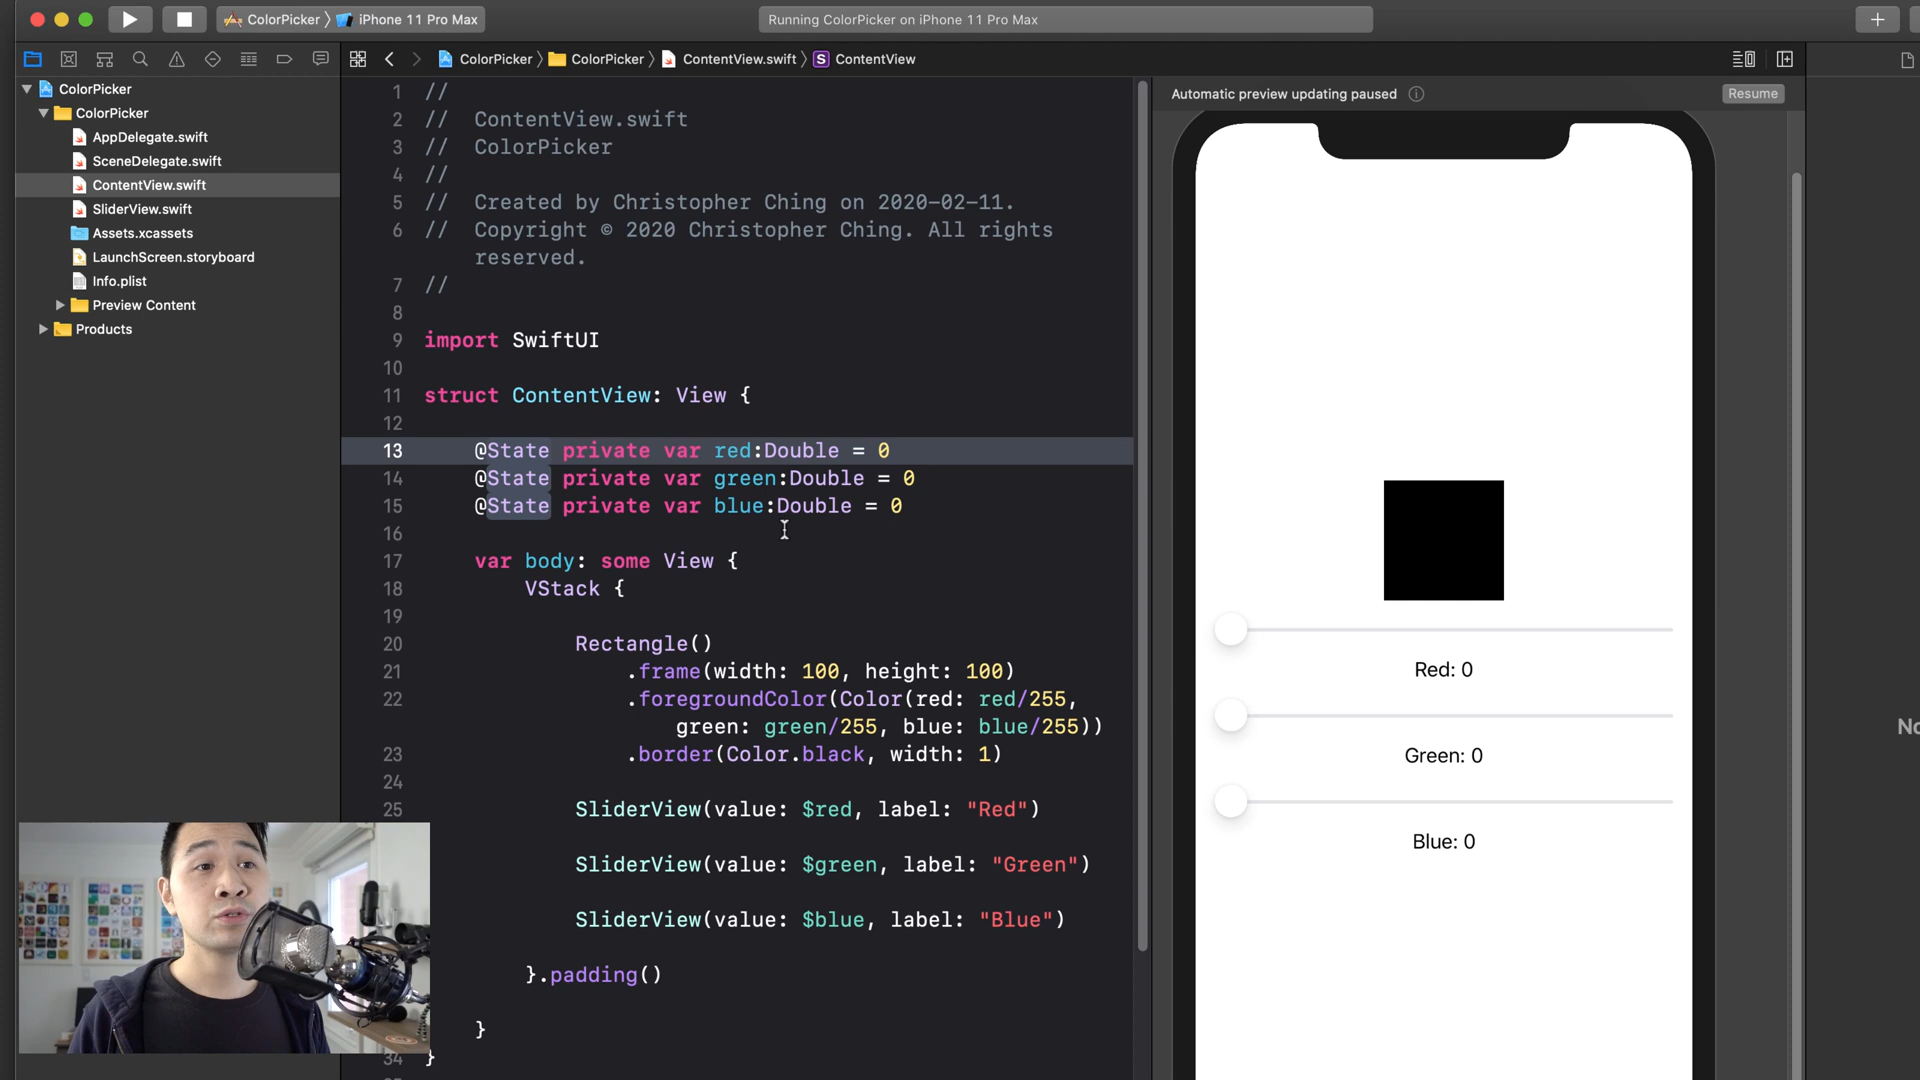 ColorPicker
iPhone 11 Pro Max
Running ColorPicker on iPhone 11 Pro Max
ColorPicker
ColorPicker
ContentView.swift
ContentView
ColorPicker
ColorPicker
AppDelegate.swift
SceneDelegate.swift
ContentView.swift
SliderView.swift
Assets.xcassets
LaunchScreen.storyboard
Info.plist
Preview Content
Products
1 //
2 //  ContentView.swift
3 //  ColorPicker
4 //
5 //  Created by Christopher Ching on 2020-02-11.
6 //  Copyright © 2020 Christopher Ching. All rights
reserved.
7 //
8
9 import SwiftUI
10
11 struct ContentView: View {
12
13 @State private var red:Double = 0
14 @State private var green:Double = 0
15 @State private var blue:Double = 0
16
17 var body: some View {
18 VStack {
19
20 Rectangle()
21 .frame(width: 100, height: 100)
22 .foregroundColor(Color(red: red/255,
green: green/255, blue: blue/255))
23 .border(Color.black, width: 1)
24
25 SliderView(value: $red, label: "Red")
SliderView(value: $green, label: "Green")
SliderView(value: $blue, label: "Blue")
}.padding()
}
34 }
Automatic preview updating paused
Resume
Red: 0
Green: 0
Blue: 0